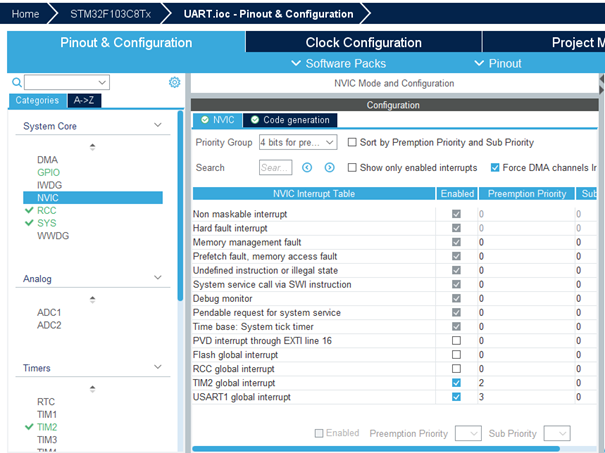 Home STM32F103C8Tx UART.ioc - Pinout & Configuration
Pinout & Configuration Clock Configuration Project M
Software Packs Pinout
NVIC Mode and Configuration
Categories A->Z
Configuration
NVIC Code generation
System Core
Priority Group 4 bits for pre... Sort by Premption Priority and Sub Priority
Search Sear... Show only enabled interrupts Force DMA channels In
DMA
GPIO
IWDG
NVIC
RCC
SYS
WWDG
Analog
ADC1
ADC2
Timers
RTC
TIM1
TIM2
TIM3
NVIC Interrupt Table Enabled Preemption Priority Sub
Non maskable interrupt 0 0
Hard fault interrupt 0 0
Memory management fault 0 0
Prefetch fault, memory access fault 0 0
Undefined instruction or illegal state 0 0
System service call via SWI instruction 0 0
Debug monitor 0 0
Pendable request for system service 0 0
Time base: System tick timer 0 0
PVD interrupt through EXTI line 16 0 0
Flash global interrupt 0 0
RCC global interrupt 0 0
TIM2 global interrupt 2 0
USART1 global interrupt 3 0
Enabled Preemption Priority Sub Priority